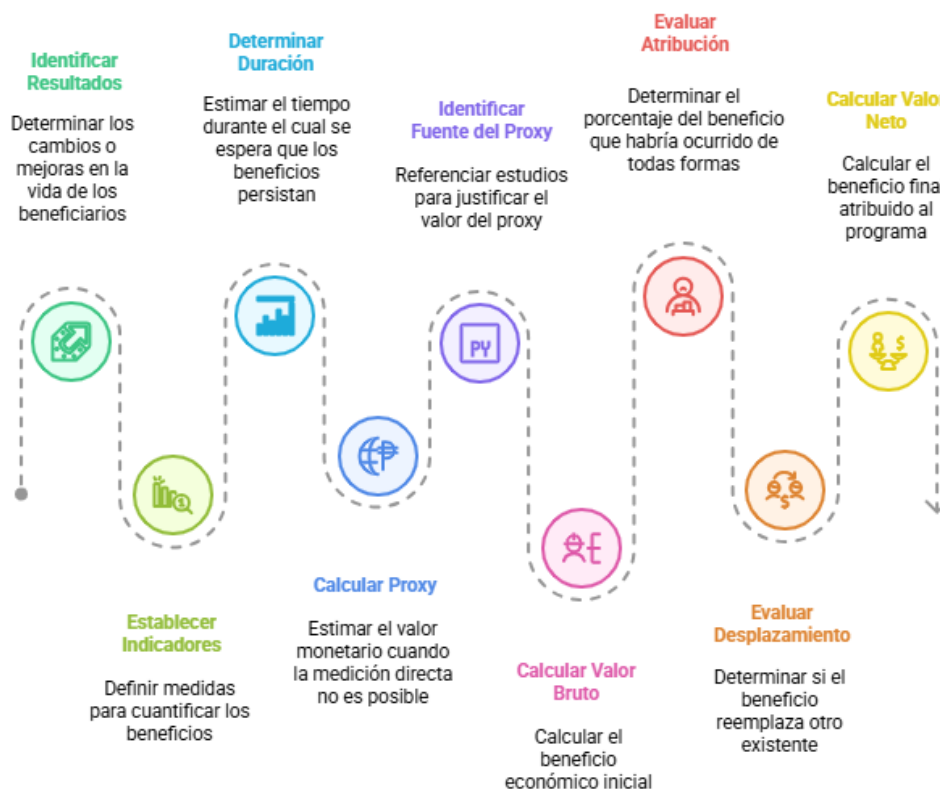 Identificar
Resultados
Determinar los
cambios o
mejoras en la
vida de los
beneficiarios
Establecer
Indicadores
Definir medidas
para cuantificar los
beneficios
Determinar
Duración
Estimar el tiempo
durante el cual se
espera que los
beneficios
persistan
Calcular Proxy
Estimar el valor
monetario cuando
la medición directa
no es posible
Identificar
Fuente del Proxy
Referenciar estudios
para justificar el
valor del proxy
PY
Calcular Valor
Bruto
Calcular el
beneficio
económico inicial
Evaluar
Atribución
Determinar el
porcentaje del beneficio
que habría ocurrido de
todas formas
Evaluar
Desplazamiento
$
Determinar si el
beneficio
reemplaza otro
existente
Calcular Valor
Neto
Calcular el
beneficio final
atribuido al
programa
$